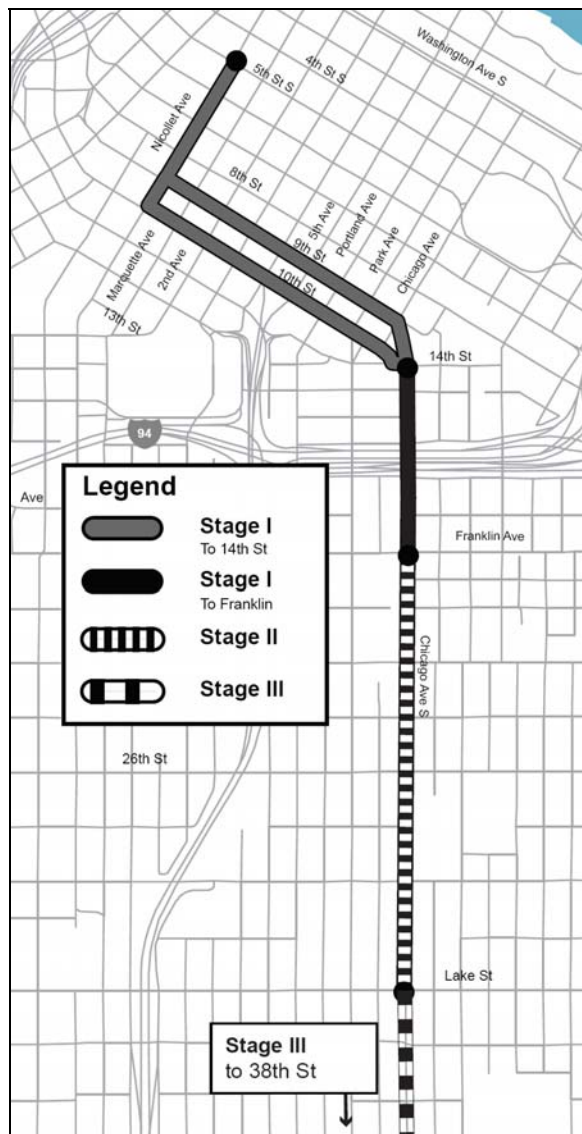 Washington Ave S
4th St S
5th St S
Nicollet Ave
8th St
5th Ave
Portland Ave
9th St
Park Ave
Chicago Ave
10th St
Marquette Ave
2nd Ave
13th St
14th St
94
Legend
Ave
Stage I
To 14th St
Stage I
To Franklin
Stage II
Stage III
Franklin Ave
Chicago Ave S
26th St
Lake St
Stage III
to 38th St